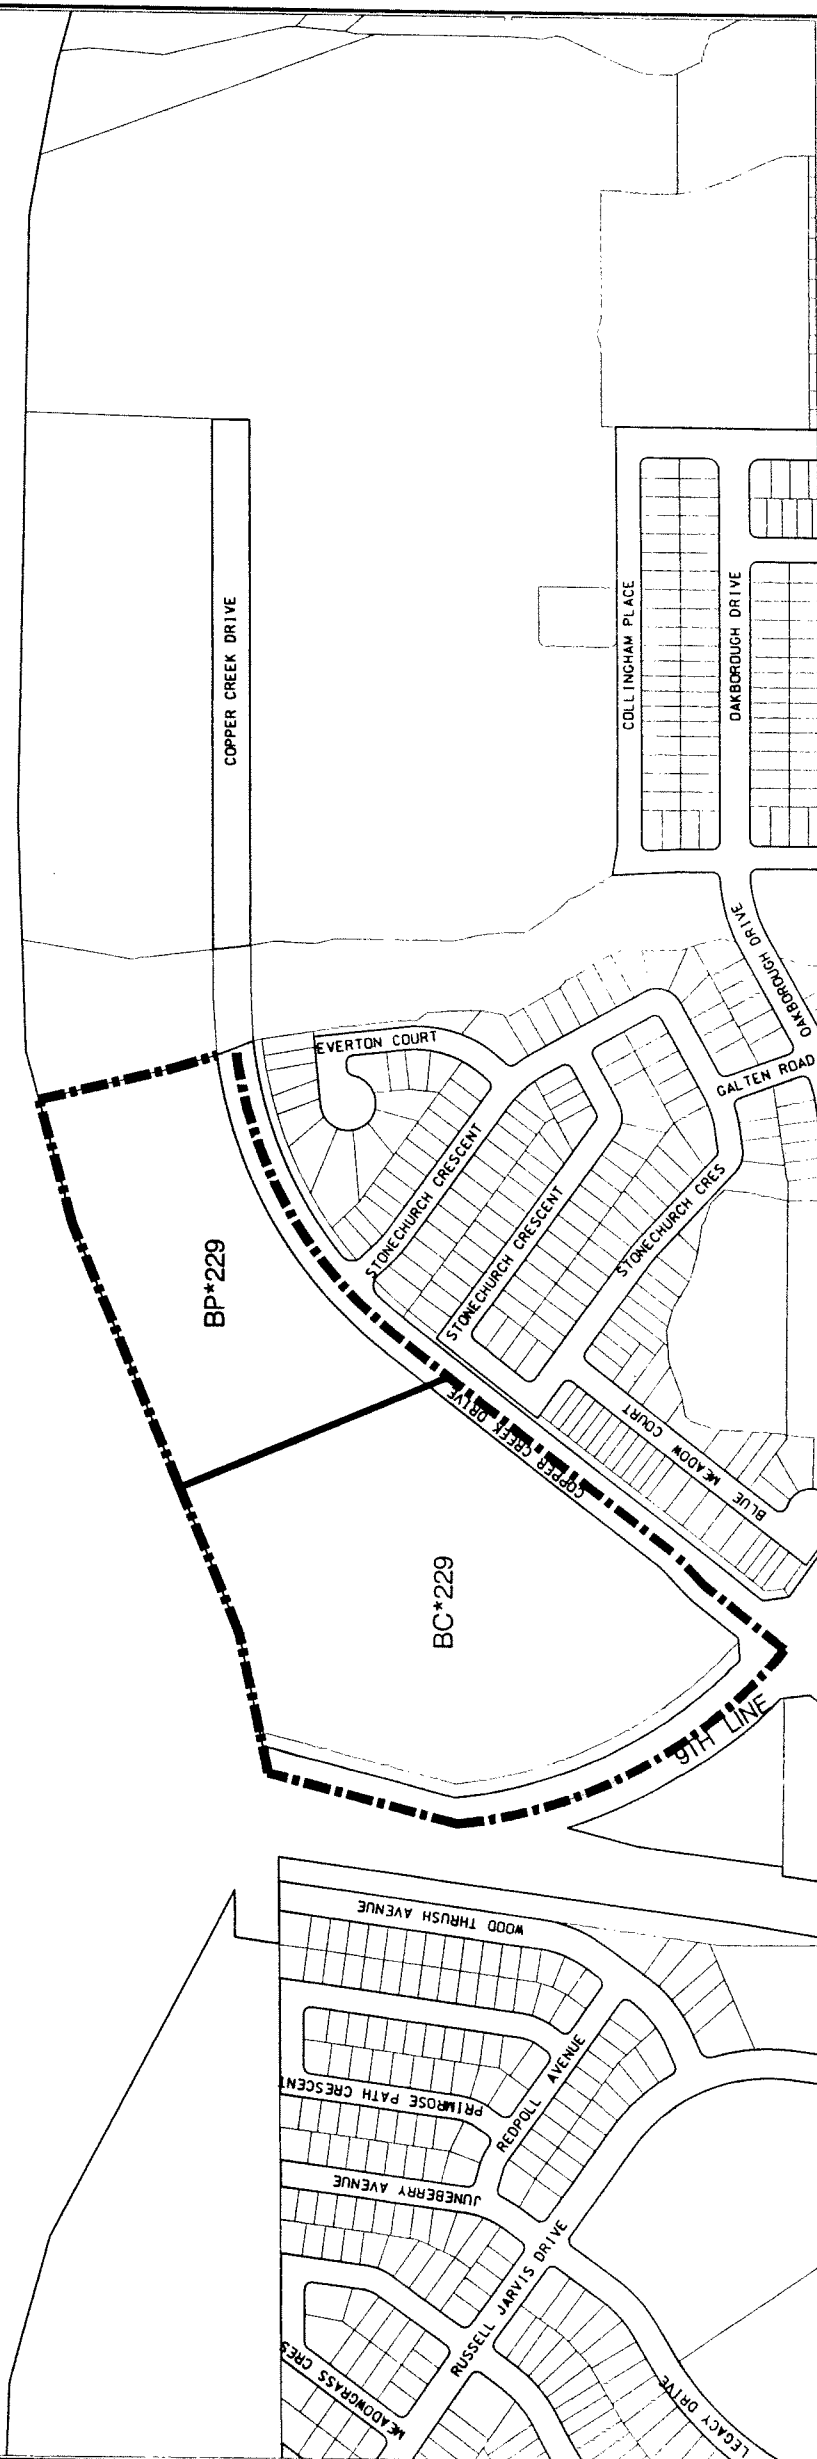 COPPER CREEK DRIVE
COLLINGHAM PLACE
OAKBOROUGH DRIVE
OAKBOROUGH DRIVE
EVERTON COURT
GALTEN ROAD
STONECHURCH CRESCENT
STONECHURCH CRESCENT
STONECHURCH CRES
BP*229
COPPER CREEK DRIVE
BLUE MEADOW COURT
BC*229
9TH LINE
WOOD THRUSH AVENUE
PRIMROSE PATH CRESCENT
REDPOLL AVENUE
JUNEBERRY AVENUE
RUSSELL JARVIS DRIVE
MEADOWGRASS CRES
LEGACY DRIVE